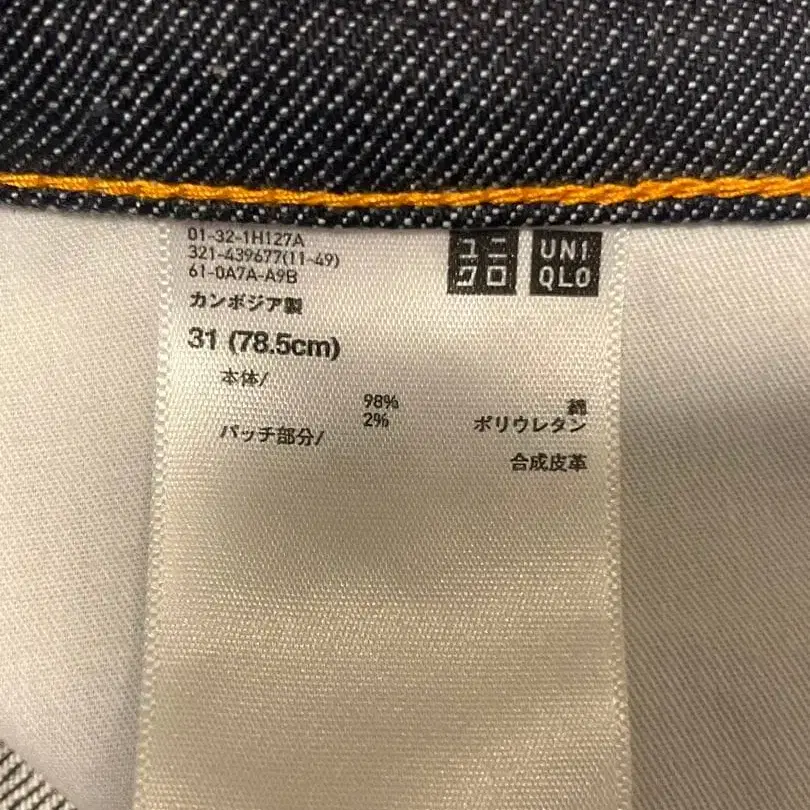 01-32-1H127A
321-439677(11-49)
61-0A7A-A9B
カンボジア製
31 (78.5cm)
本体/
98% 綿
2% ポリウレタン
パッチ部分/
合成皮革
ユニ
クロ
UNI
QLO